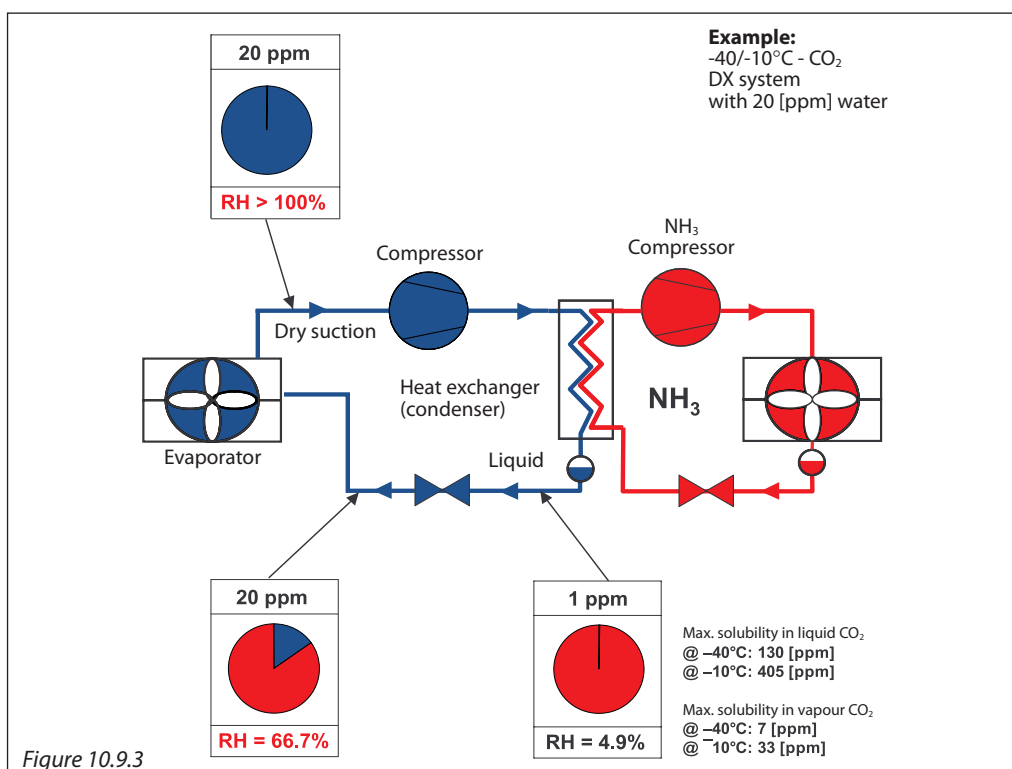 20 ppm
RH > 100%
Example:
-40/-10°C - CO₂
DX system
with 20 [ppm] water
Compressor
NH₃
Compressor
Dry suction
Heat exchanger
(condenser)
NH₃
Evaporator
Liquid
20 ppm
RH = 66.7%
1 ppm
RH = 4.9%
Max. solubility in liquid CO₂
@ –40°C: 130 [ppm]
@ –10°C: 405 [ppm]
Max. solubility in vapour CO₂
@ –40°C: 7 [ppm]
@ ‾10°C: 33 [ppm]
Figure 10.9.3